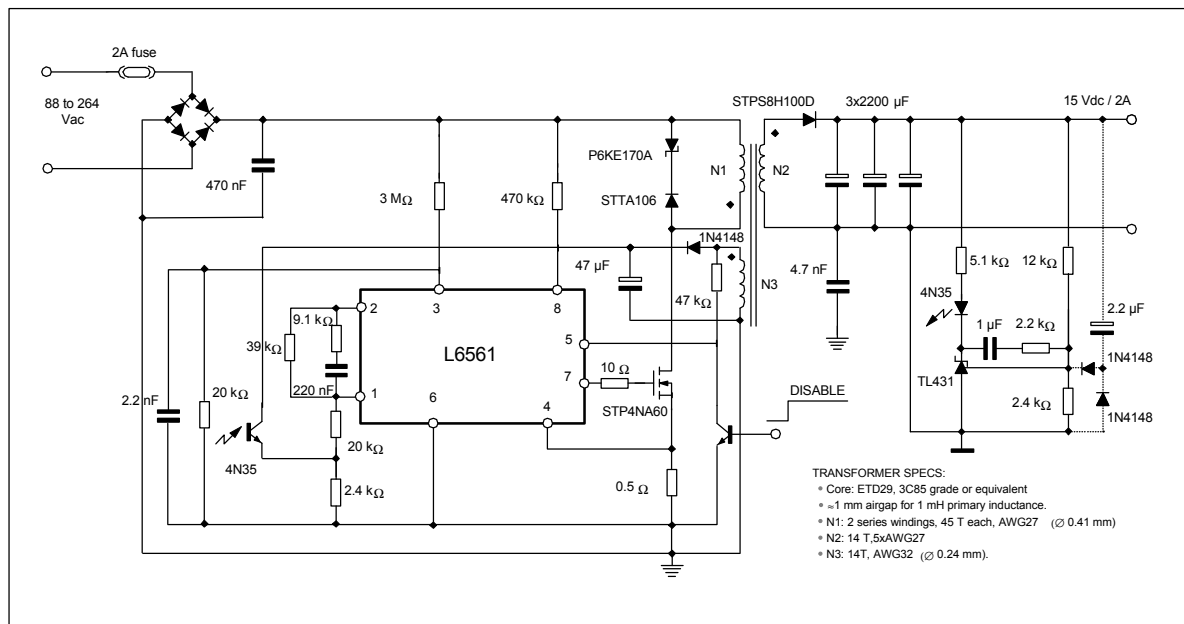 2A fuse
88 to 264
Vac
470 nF
3 MΩ
470 kΩ
P6KE170A
STTA106
N1
N2
STPS8H100D
3x2200 µF
15 Vdc / 2A
1N4148
47 µF
47 kΩ
N3
4.7 nF
5.1 kΩ
12 kΩ
4N35
2.2 µF
1 µF
2.2 kΩ
1N4148
TL431
2.4 kΩ
1N4148
2
3
8
9.1 kΩ
39 kΩ
L6561
5
220 nF
1
6
4
7
10 Ω
STP4NA60
DISABLE
2.2 nF
20 kΩ
4N35
20 kΩ
2.4 kΩ
0.5 Ω
TRANSFORMER SPECS:
• Core: ETD29, 3C85 grade or equivalent
• ≈1 mm airgap for 1 mH primary inductance.
• N1: 2 series windings, 45 T each, AWG27 (∅ 0.41 mm)
• N2: 14 T,5xAWG27
• N3: 14T, AWG32 (∅ 0.24 mm).